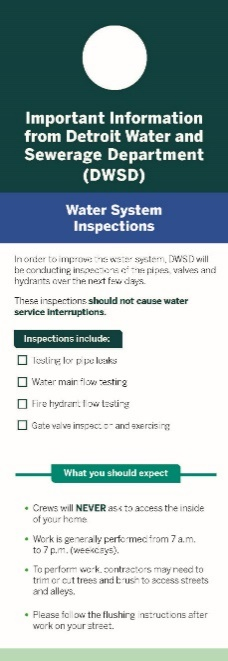 Important Information
from Detroit Water and
Sewerage Department
(DWSD)
Water System
Inspections
In order to improve the water system, DWSD will
be conducting inspections of the pipes, valves and
hydrants over the next few days.
These inspections should not cause water
service interruptions.
Inspections include:
Testing for pipe leaks
Water main flow testing
Fire hydrant flow testing
Gate valve inspection and exercising
What you should expect
• Crews will NEVER ask to access the inside
of your home.
• Work is generally performed from 7 a.m.
to 7 p.m. (weekdays).
• To perform work, contractors may need to
trim or cut trees and brush to access streets
and alleys.
• Please follow the flushing instructions after
work on your street.